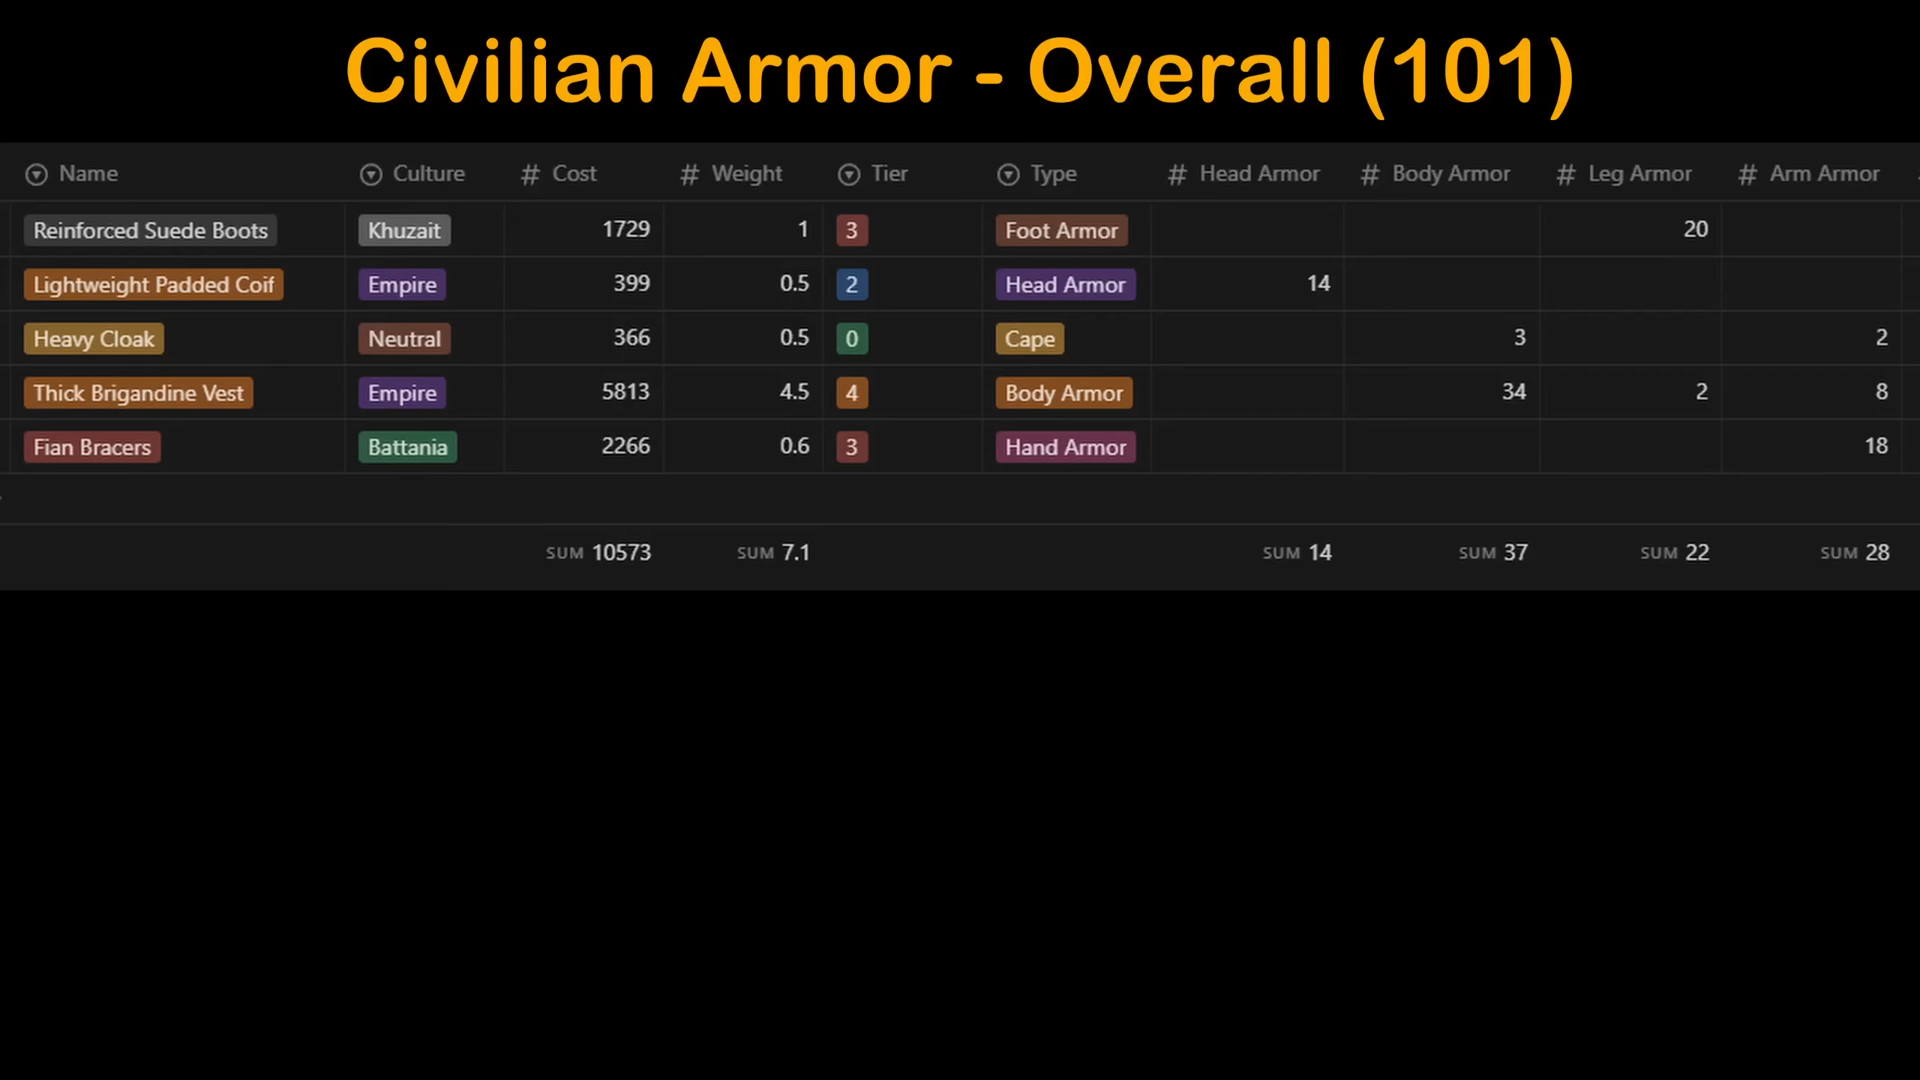 Civilian Armor - Overall (101)
Name Culture # Cost # Weight Tier Type # Head Armor # Body Armor # Leg Armor # Arm Armor
Reinforced Suede Boots Khuzait 1729 1 3 Foot Armor 20
Lightweight Padded Coif Empire 399 0.5 2 Head Armor 14
Heavy Cloak Neutral 366 0.5 0 Cape 3 2
Thick Brigandine Vest Empire 5813 4.5 4 Body Armor 34 2 8
Fian Bracers Battania 2266 0.6 3 Hand Armor 18
SUM 10573 SUM 7.1 SUM 14 SUM 37 SUM 22 SUM 28